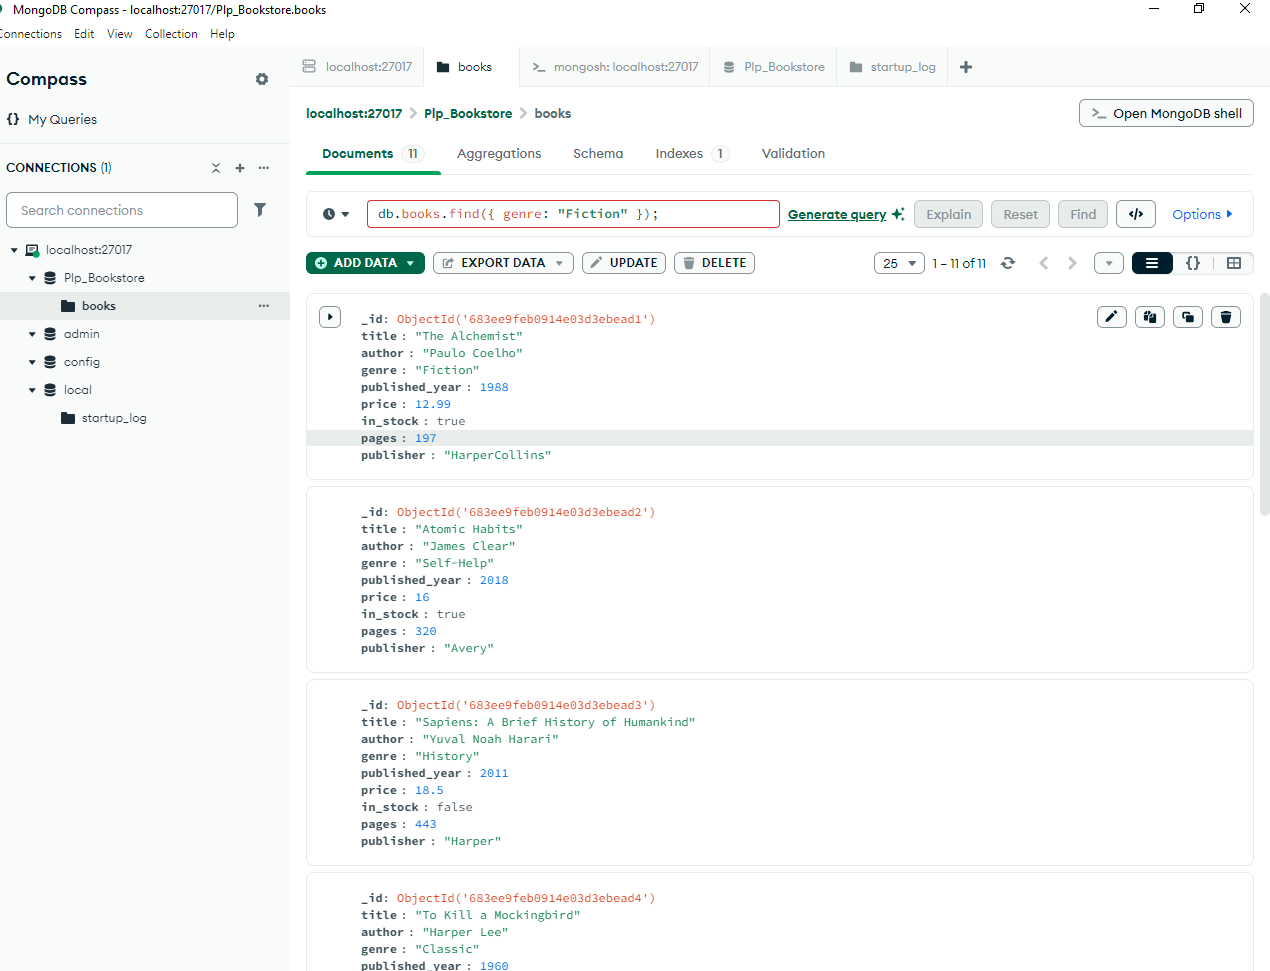 MongoDB Compass - localhost:27017/Plp_Bookstore.books
Connections Edit View Collection Help
Compass
{} My Queries
CONNECTIONS (1)
Search connections
localhost:27017
Plp_Bookstore
books
admin
config
local
startup_log
localhost:27017 books mongosh: localhost:27017 Plp_Bookstore startup_log
localhost:27017 > Plp_Bookstore > books
Open MongoDB shell
Documents 11 Aggregations Schema Indexes 1 Validation
db.books.find({ genre: "Fiction" });
Generate query Explain Reset Find </> Options
ADD DATA EXPORT DATA UPDATE DELETE 25 1 – 11 of 11 {}
_id: ObjectId('683ee9feb0914e03d3ebead1')
title : "The Alchemist"
author : "Paulo Coelho"
genre : "Fiction"
published_year : 1988
price : 12.99
in_stock : true
pages : 197
publisher : "HarperCollins"
_id: ObjectId('683ee9feb0914e03d3ebead2')
title : "Atomic Habits"
author : "James Clear"
genre : "Self-Help"
published_year : 2018
price : 16
in_stock : true
pages : 320
publisher : "Avery"
_id: ObjectId('683ee9feb0914e03d3ebead3')
title : "Sapiens: A Brief History of Humankind"
author : "Yuval Noah Harari"
genre : "History"
published_year : 2011
price : 18.5
in_stock : false
pages : 443
publisher : "Harper"
_id: ObjectId('683ee9feb0914e03d3ebead4')
title : "To Kill a Mockingbird"
author : "Harper Lee"
genre : "Classic"
published_year : 1960